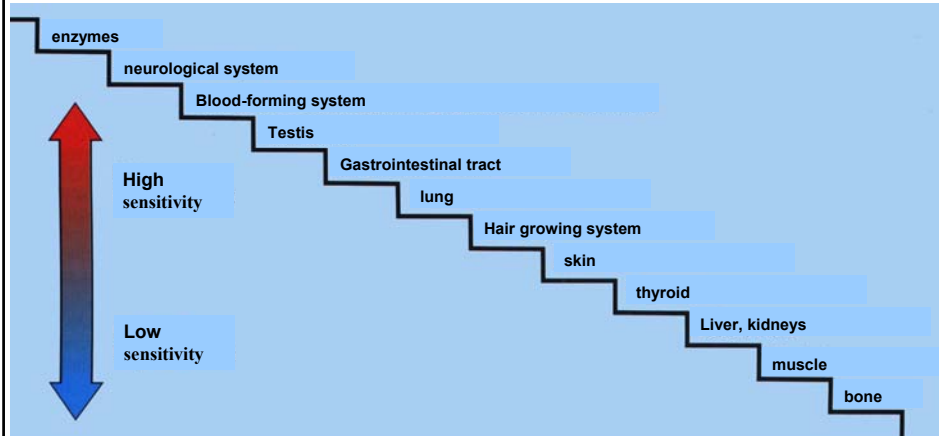 enzymes
neurological system
Blood-forming system
Testis
Gastrointestinal tract
High
sensitivity
lung
Hair growing system
skin
thyroid
Low
sensitivity
Liver, kidneys
muscle
bone